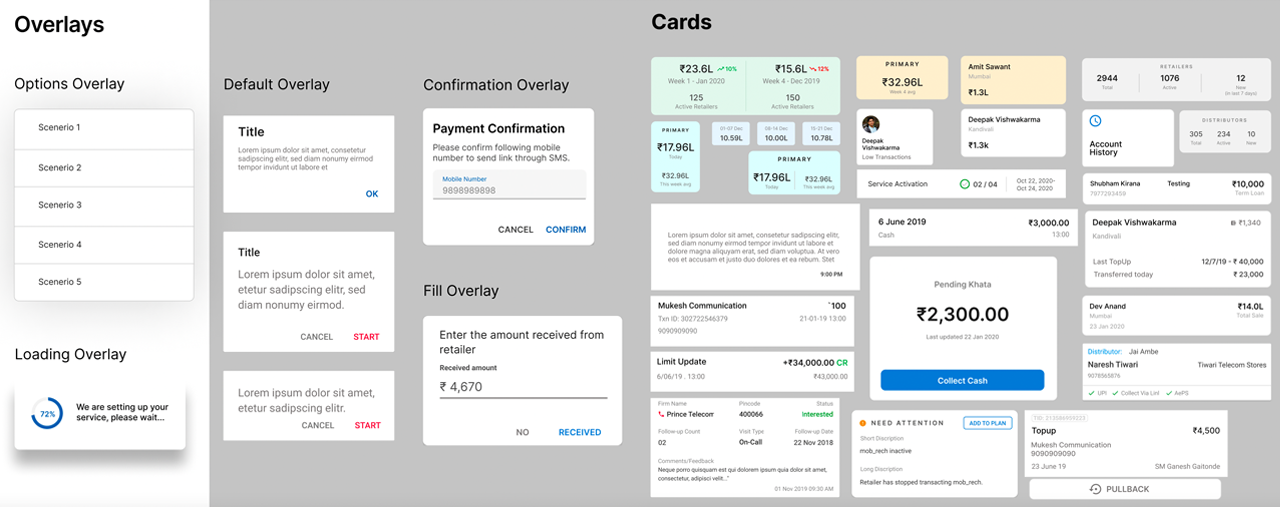 Overlays
Options Overlay
Scenerio 1
Scenerio 2
Scenerio 3
Scenerio 4
Scenerio 5
Loading Overlay
72%
We are setting up your
service, please wait...
Default Overlay
Title
Lorem ipsum dolor sit amet, consetetur
sadipscing elitr, sed diam nonumy eirmod
tempor invidunt ut labore et
OK
Title
Lorem ipsum dolor sit amet,
etetur sadipscing elitr, sed
diam nonumy eirmod.
CANCEL START
Lorem ipsum dolor sit amet,
etetur sadipscing elitr.
CANCEL START
Confirmation Overlay
Payment Confirmation
Please confirm following mobile
number to send link through SMS.
Mobile Number
9898989898
CANCEL CONFIRM
Fill Overlay
Enter the amount received from
retailer
Received amount
₹ 4,670
NO RECEIVED
Cards
₹23.6L 10%
Week 1 - Jan 2020
125
Active Retailers
₹15.6L 12%
Week 4 - Dec 2019
150
Active Retailers
PRIMARY
₹17.96L
Today
₹32.96L
This week avg
01-07 Dec
10.59L
08-14 Dec
10.00L
15-21 Dec
10.78L
PRIMARY
₹17.96L ₹32.96L
Today This week avg
Lorem ipsum dolor sit amet, consetetur sadipscing elitr,
sed diam nonumy eirmod tempor invidunt ut labore et
dolore magna aliquyam erat, sed diam voluptua. At vero
eos et accusam et justo duo dolores et ea rebum. Stet
9:00 PM
Mukesh Communication `100
Txn ID: 302722546379 21-01-19 13:00
9090909090
Limit Update +₹34,000.00 CR
6/06/19 . 13:00 ₹43,000.00
Firm Name Pincode Status
Prince Telecom 400066 Interested
Follow-up Count Visit Type Follow-up Date
02 On-Call 22 Nov 2018
Comments/Feedback
Neque porro quisquam est qui dolorem ipsum quia dolor sit amet,
consectetur, adipisci velit..."
01 Nov 2019 09:30 AM
PRIMARY
₹32.96L
Week 4 avg
Amit Sawant
Mumbai
₹1.3L
Deepak
Vishwakarma
Low Transactions
Deepak Vishwakarma
Kandivali
₹1.3k
Service Activation 02 / 04 Oct 22, 2020-
Oct 24, 2020
6 June 2019 ₹3,000.00
Cash 13:00
Pending Khata
₹2,300.00
Last updated 22 Jan 2020
Collect Cash
NEED ATTENTION ADD TO PLAN
Short Discription
mob_rech inactive
Long Discription
Retailer has stopped transacting mob_rech.
RETAILERS
2944 1076 12
Total Active New
(in last 7 days)
Account
History
DISTRIBUTORS
305 234 10
Total Active New
Shubham Kirana Testing ₹10,000
7977293458 Term Loan
Deepak Vishwakarma ₹1,340
Kandivali
Last TopUp 12/7/19 - ₹ 40,000
Transferred today ₹ 23,000
Dev Anand ₹14.0L
Mumbai Total Sale
23 Jan 2020
Distributor: Jai Ambe
Naresh Tiwari Tiwari Telecom Stores
9078565876
UPI Collect Via Linl AePS
Topup ₹4,500
Mukesh Communication
9090909090
23 June 19 SM Ganesh Gaitonde
PULLBACK